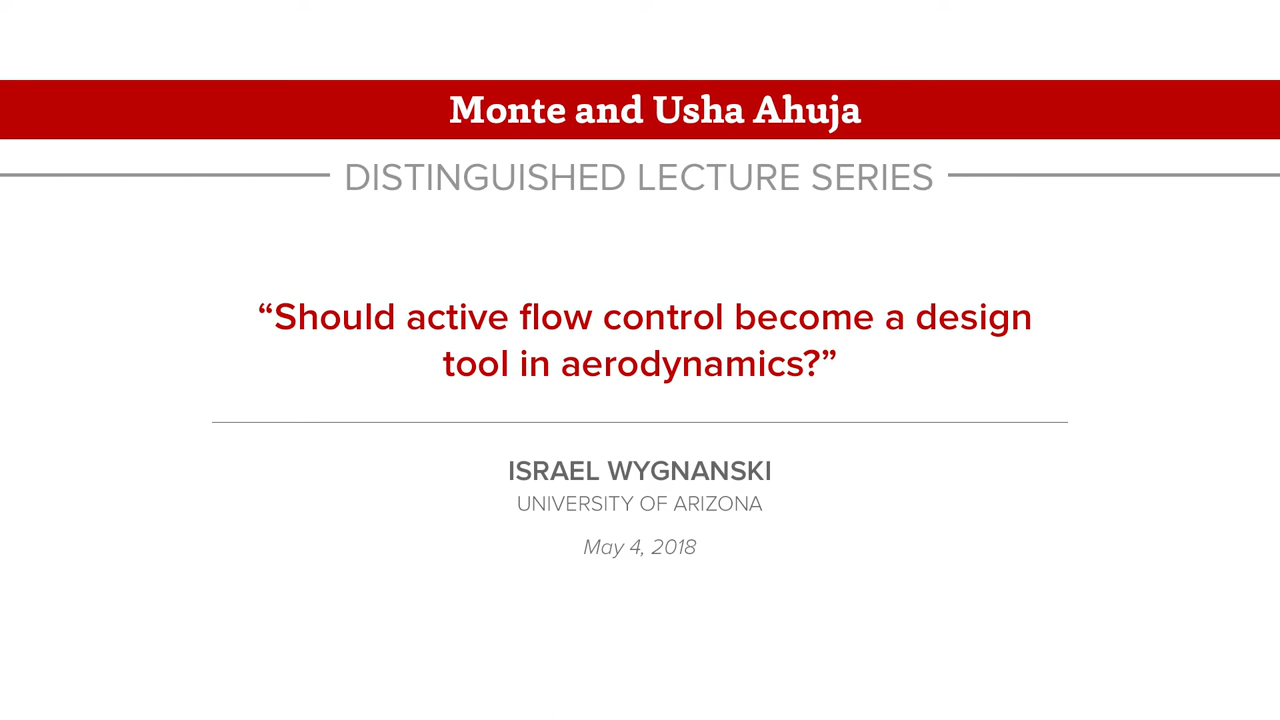 Monte and Usha Ahuja
DISTINGUISHED LECTURE SERIES
“Should active flow control become a design
tool in aerodynamics?”
ISRAEL WYGNANSKI
UNIVERSITY OF ARIZONA
May 4, 2018